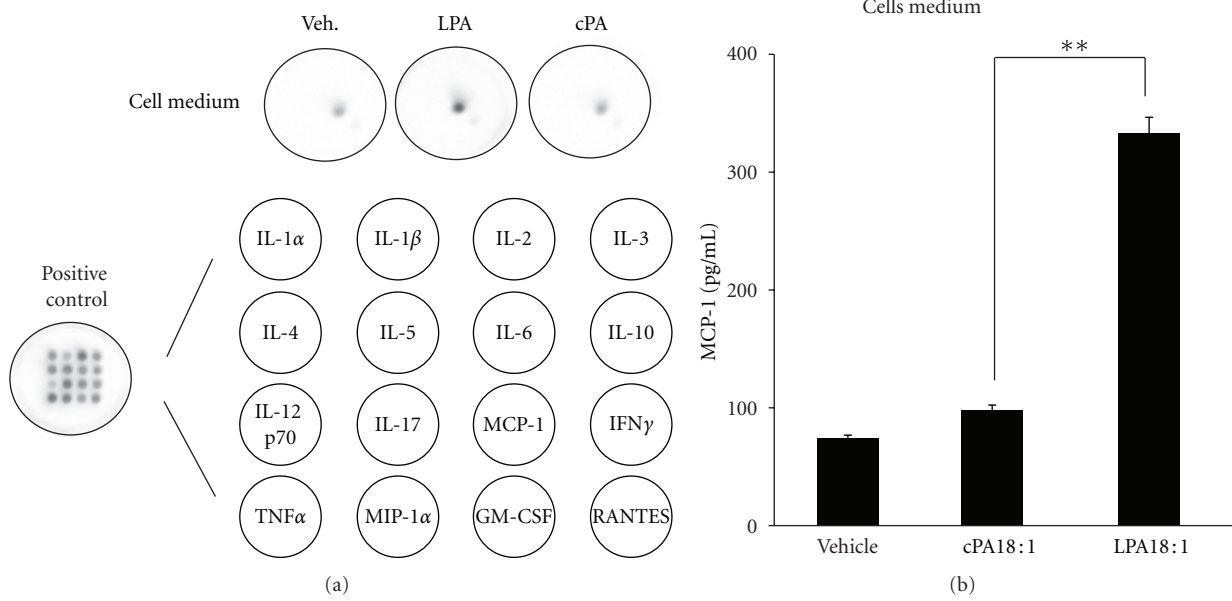 Veh. LPA cPA
Cell medium
Positive
control
IL-1α IL-1β IL-2 IL-3
IL-4 IL-5 IL-6 IL-10
IL-12
p70 IL-17 MCP-1 IFNγ
TNFα MIP-1α GM-CSF RANTES
(a)
Cells medium
**
400
300
200
100
0
MCP-1 (pg/mL)
Vehicle cPA18:1 LPA18:1
(b)